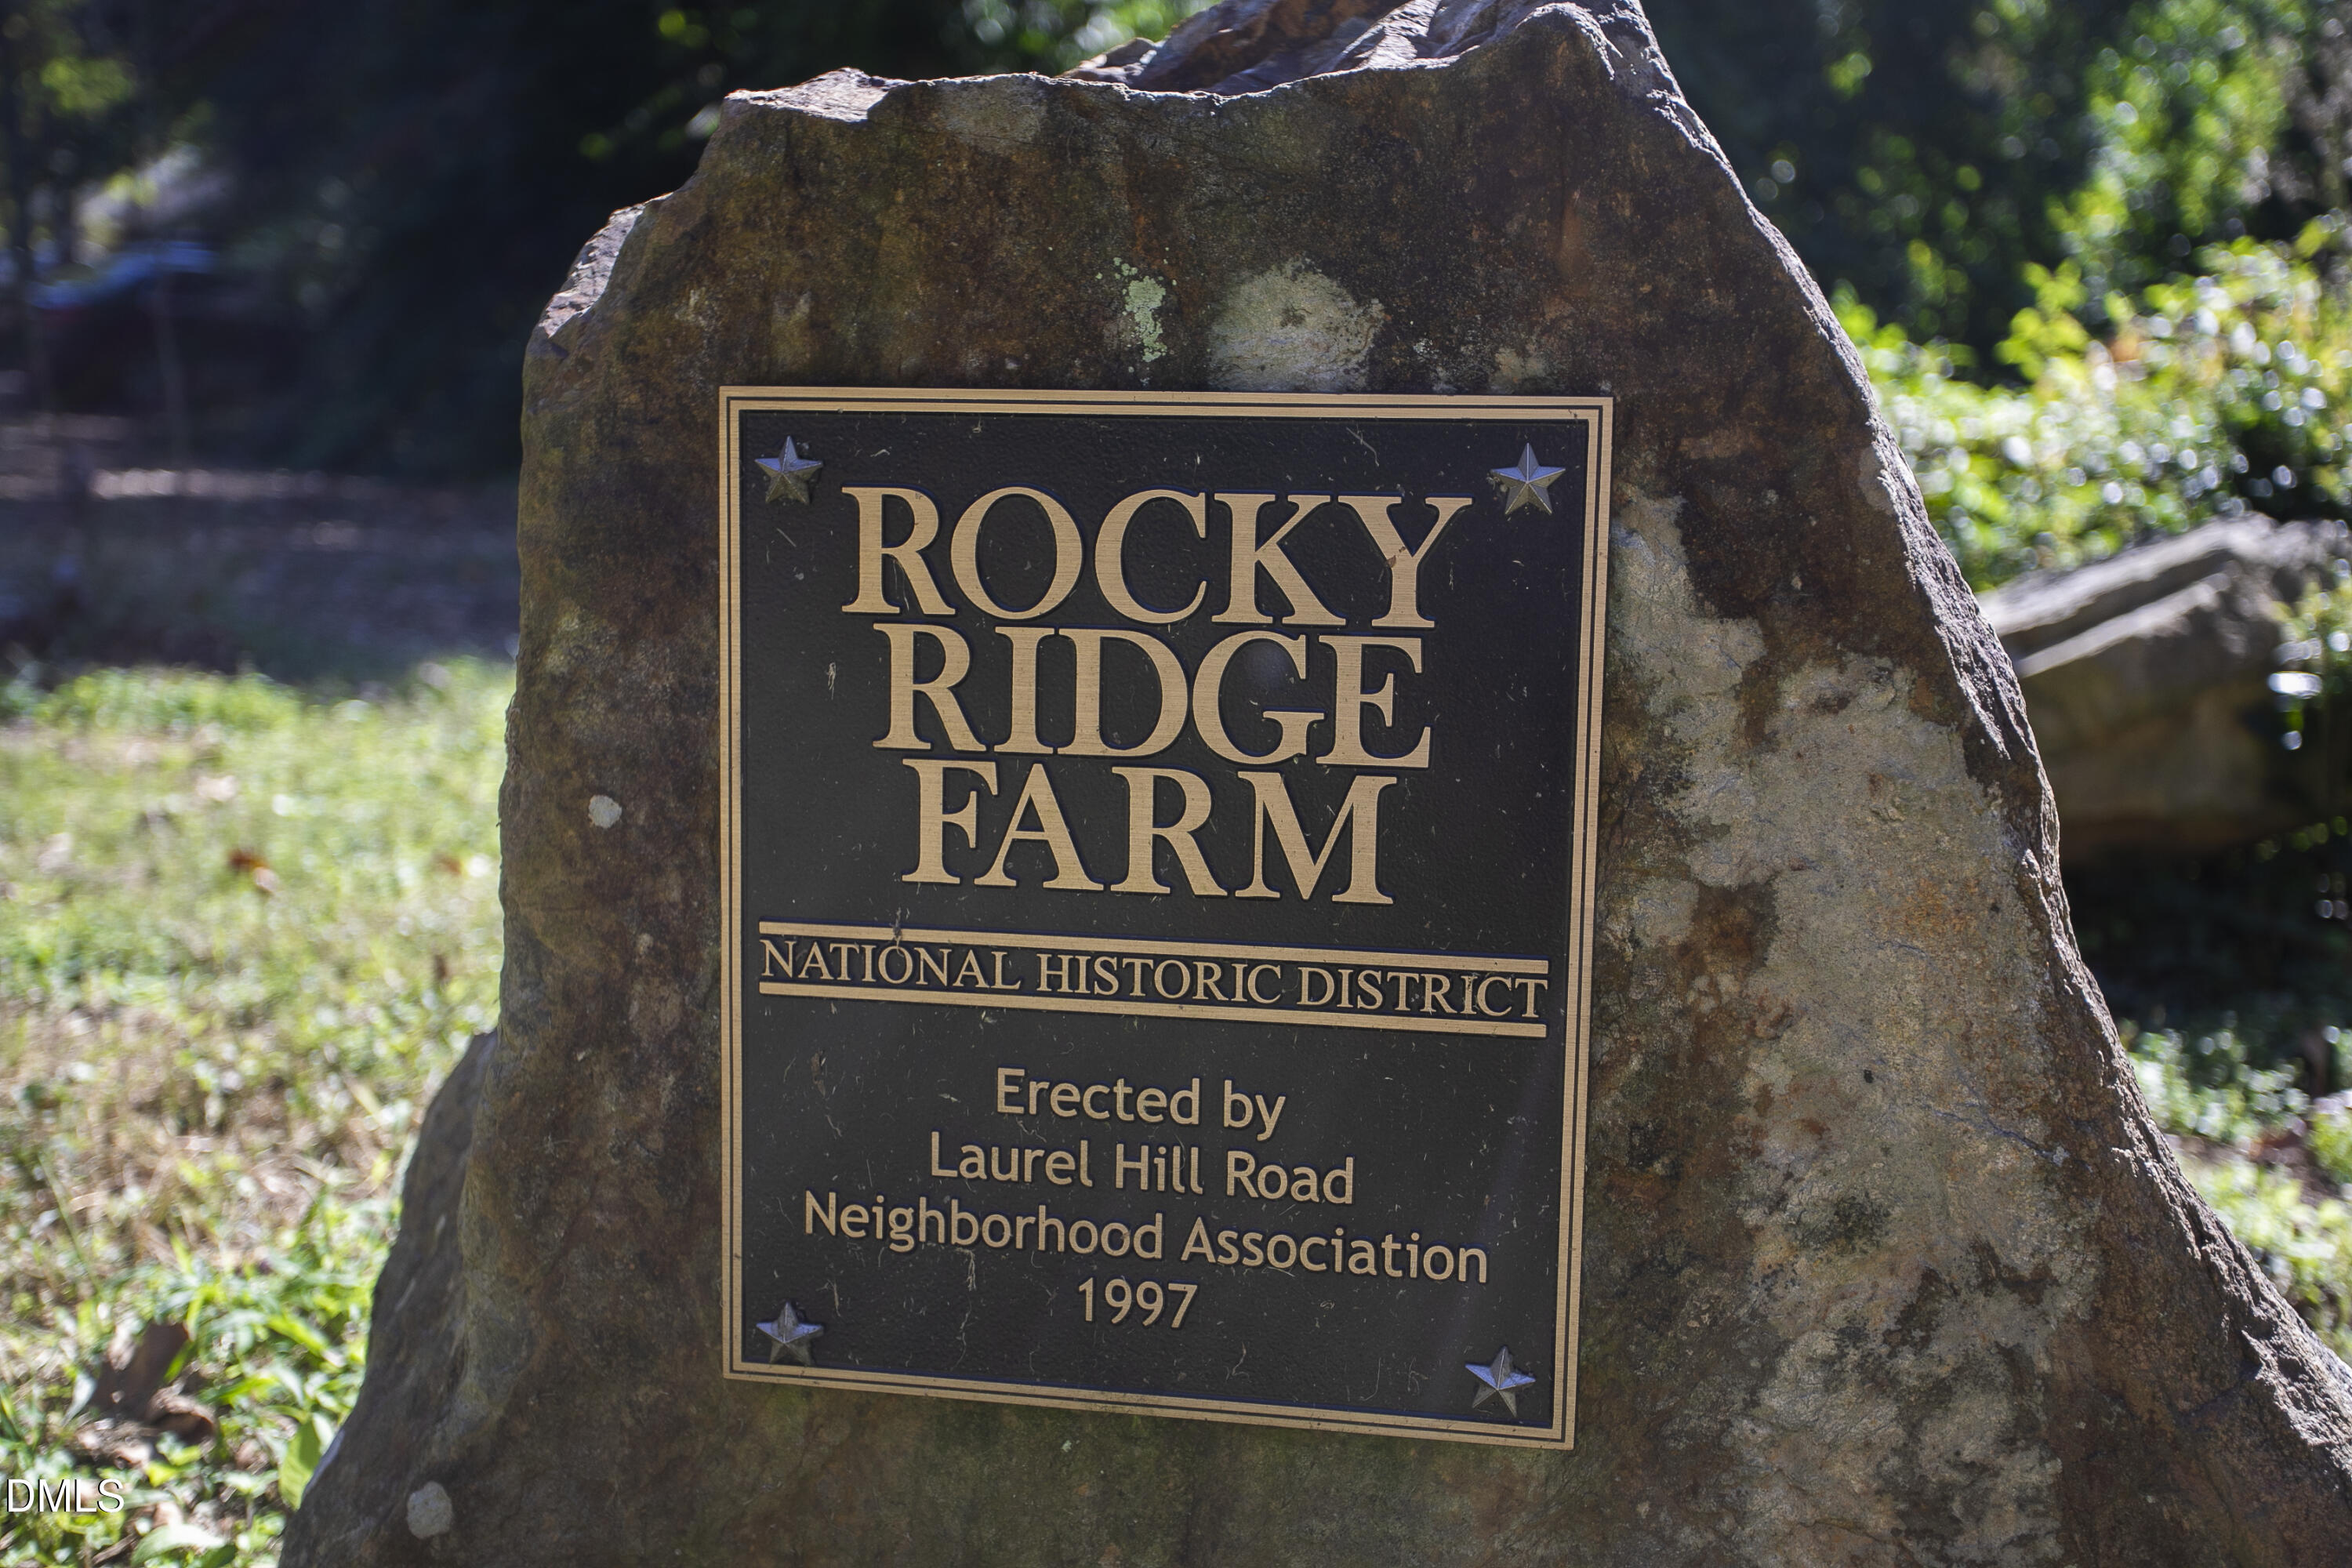 ROCKY
RIDGE
FARM
NATIONAL HISTORIC DISTRICT
Erected by
Laurel Hill Road
Neighborhood Association
1997
DMLS